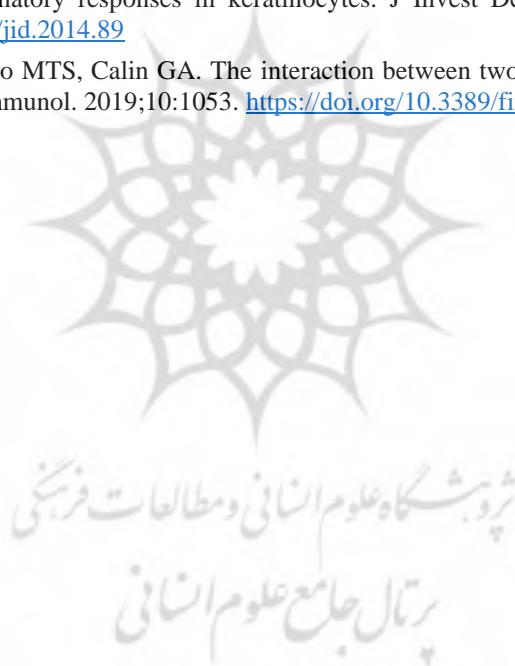 matory responses in keratinocytes. J Invest De
/jid.2014.89
o MTS, Calin GA. The interaction between two
nmunol. 2019;10:1053. https://doi.org/10.3389/fi
پژوهشگاه علوم انسانی و مطالعات فرهنگی
پرتال جامع علوم انسانی